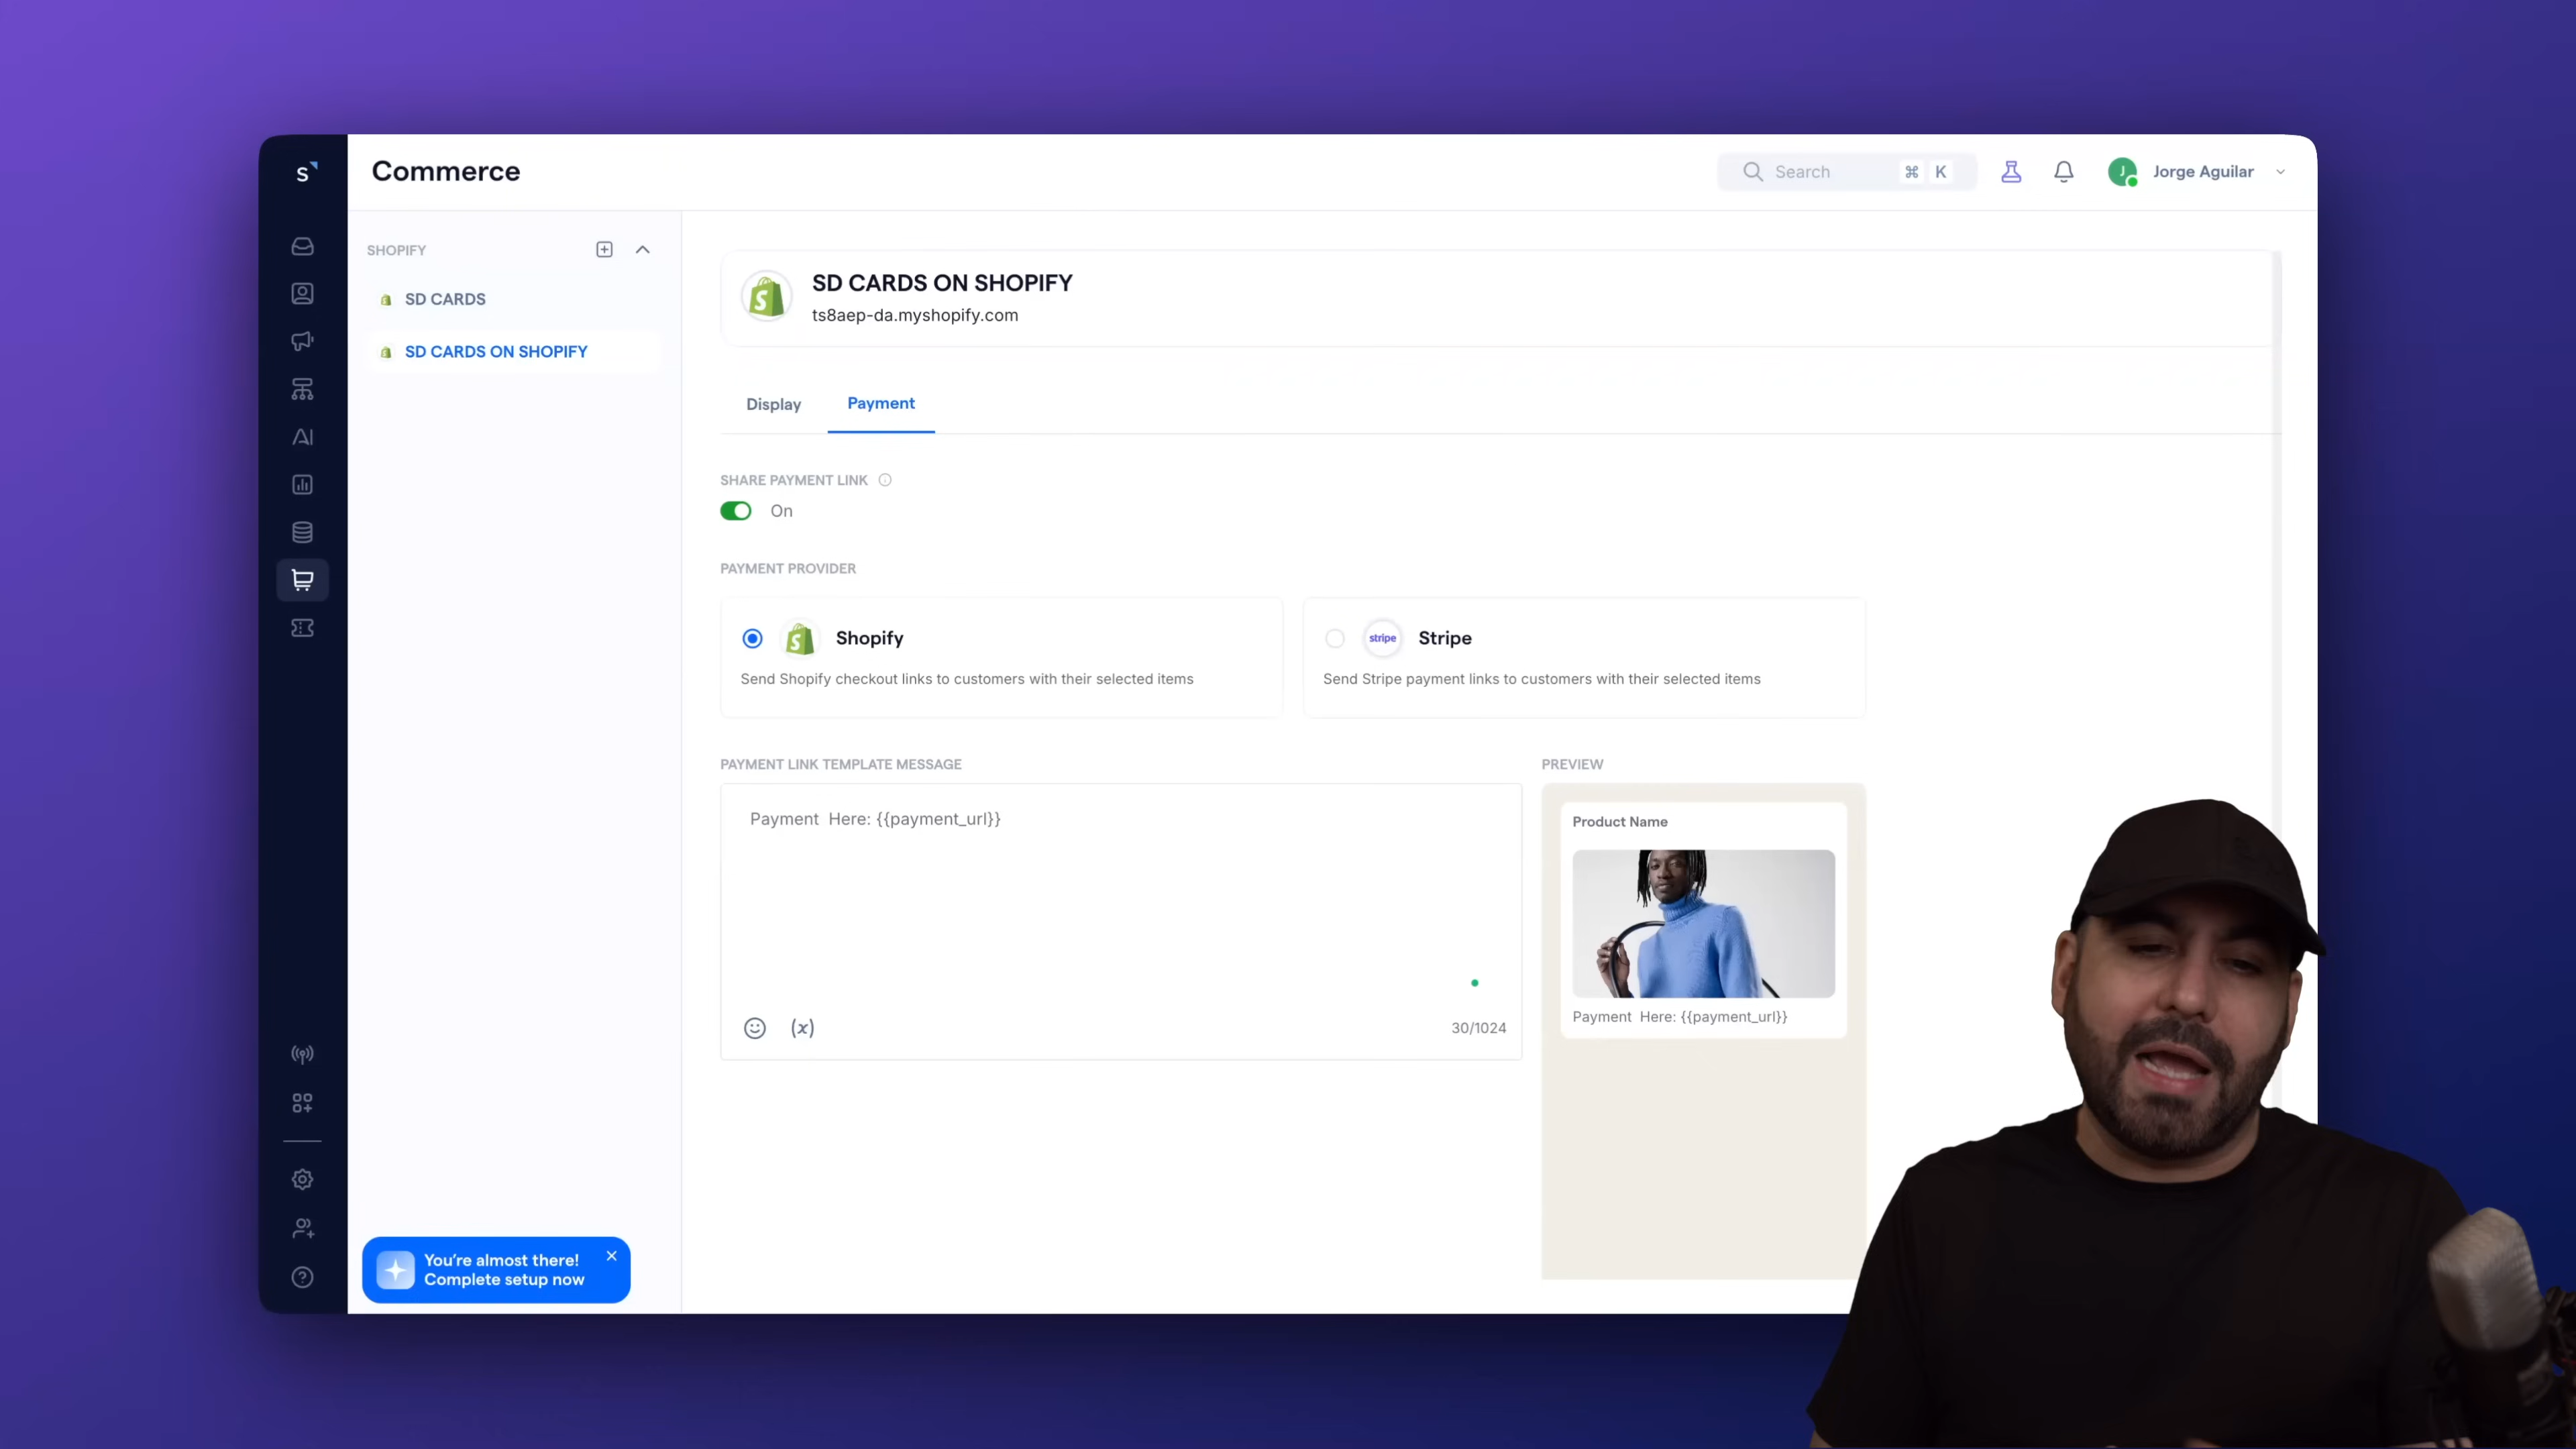 S
Commerce
Search ⌘ K
J
Jorge Aguilar
SHOPIFY
SD CARDS
SD CARDS ON SHOPIFY
AI
SD CARDS ON SHOPIFY
ts8aep-da.myshopify.com
Display
Payment
SHARE PAYMENT LINK
On
PAYMENT PROVIDER
Shopify
Send Shopify checkout links to customers with their selected items
stripe
Stripe
Send Stripe payment links to customers with their selected items
PAYMENT LINK TEMPLATE MESSAGE
Payment  Here: {{payment_url}}
(x)
30/1024
PREVIEW
Product Name
Payment  Here: {{payment_url}}
You're almost there!
Complete setup now